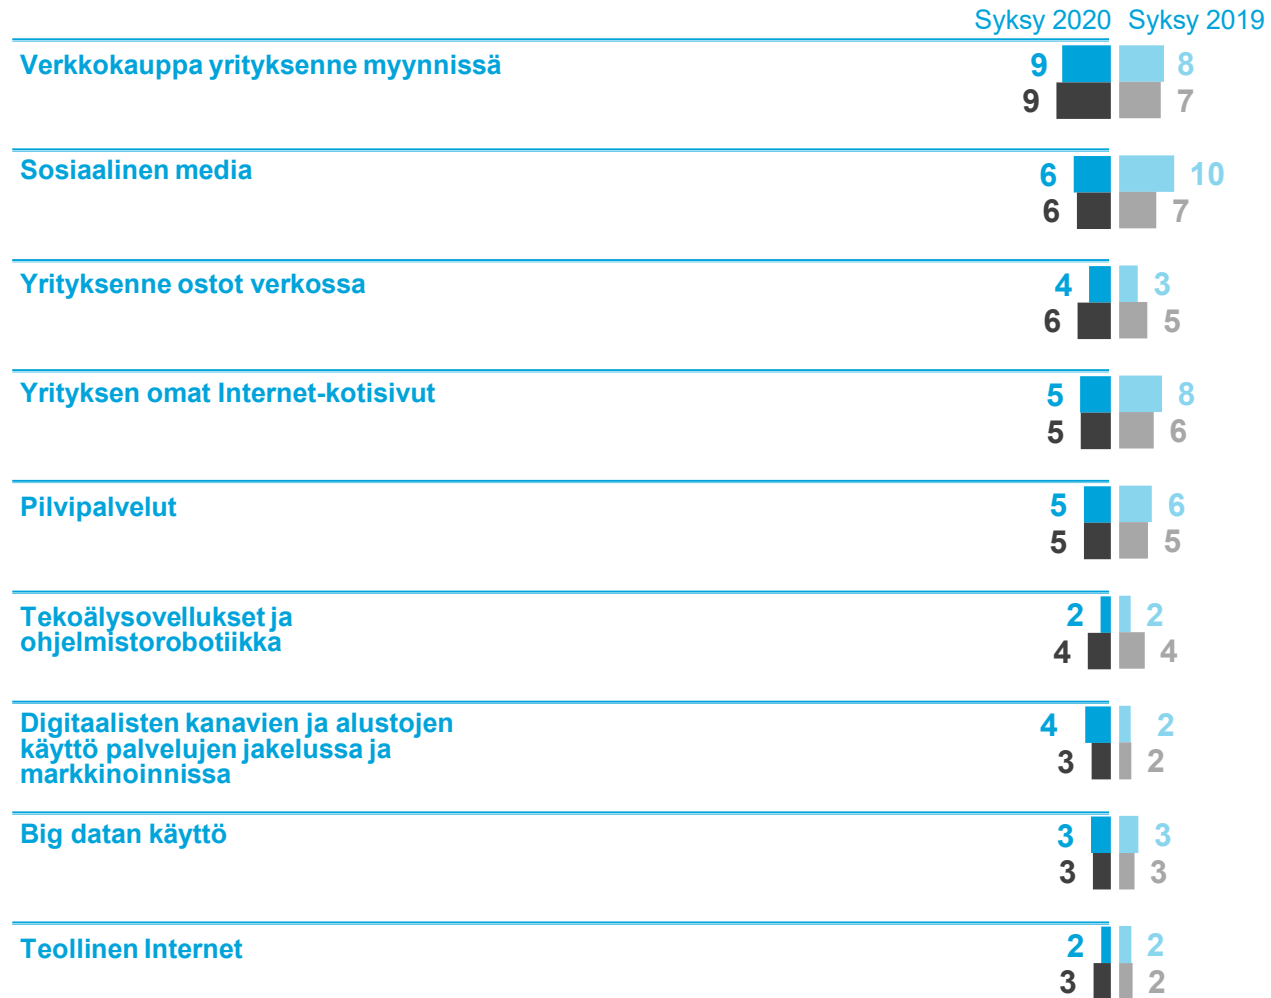 Syksy 2020 Syksy 2019
Verkkokauppa yrityksenne myynnissä
9 8
9 7
Sosiaalinen media
6 10
6 7
Yrityksenne ostot verkossa
4 3
6 5
Yrityksen omat Internet-kotisivut
5 8
5 6
Pilvipalvelut
5 6
5 5
Tekoälysovellukset ja
ohjelmistorobotiikka
2 2
4 4
Digitaalisten kanavien ja alustojen
käyttö palvelujen jakelussa ja
markkinoinnissa
4 2
3 2
Big datan käyttö
3 3
3 3
Teollinen Internet
2 2
3 2